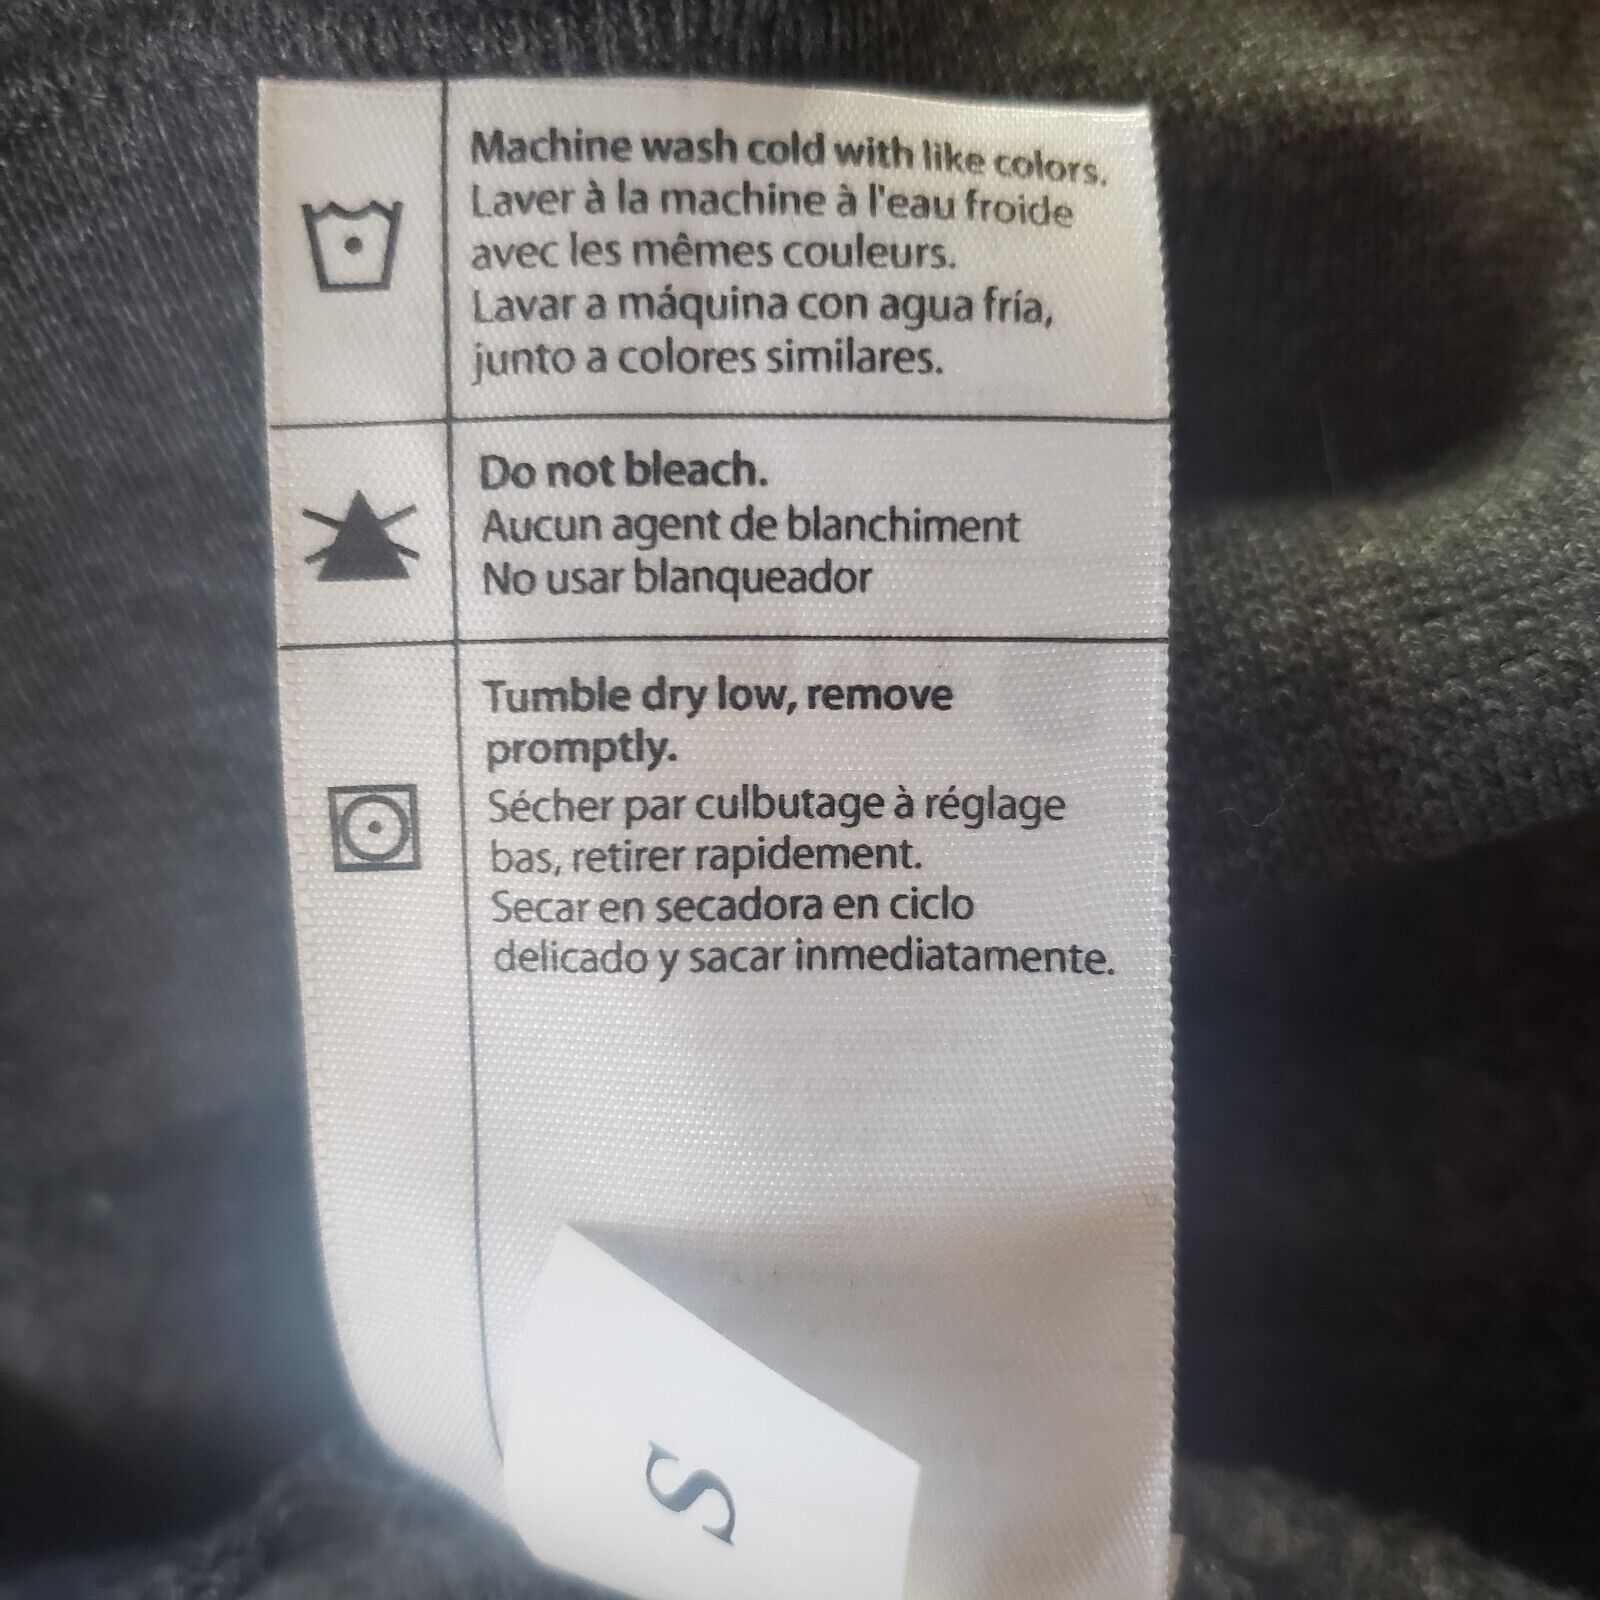 Machine wash cold with like colors.
Laver à la machine à l'eau froide
avec les mêmes couleurs.
Lavar a máquina con agua fría,
junto a colores similares.
Do not bleach.
Aucun agent de blanchiment
No usar blanqueador
Tumble dry low, remove
promptly.
Sécher par culbutage à réglage
bas, retirer rapidement.
Secar en secadora en ciclo
delicado y sacar inmediatamente.
S